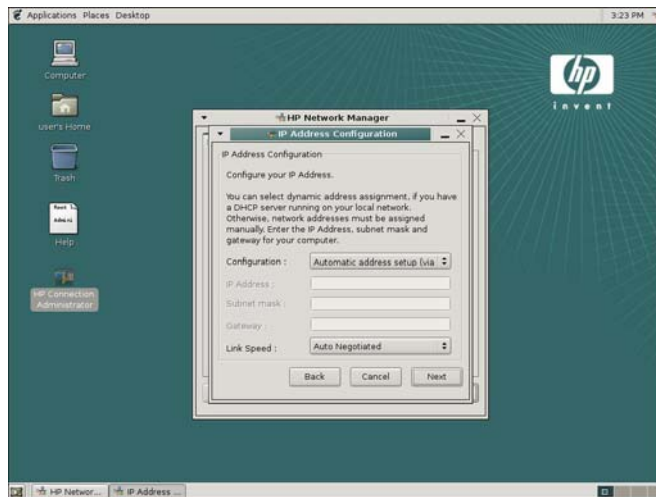 Applications Places Desktop
3:23 PM
Computer
user's Home
Trash
Help
HP Connection
Administrator
hp
invent
HP Network Manager
IP Address Configuration
IP Address Configuration
Configure your IP Address.
You can select dynamic address assignment, if you have
a DHCP server running on your local network.
Otherwise, network addresses must be assigned
manually. Enter the IP Address, subnet mask and
gateway for your computer.
Configuration :
Automatic address setup (via
IP Address :
Subnet mask :
Gateway :
Link Speed :
Auto Negotiated
Back
Cancel
Next
HP Networ...
IP Address ...